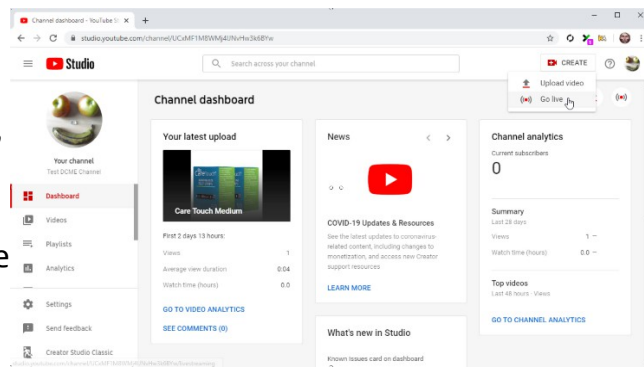 Channel dashboard - YouTube St
studio.youtube.com/channel/UCxMF1M8WMj4UNvHw3k68Yw
Studio
Search across your channel
CREATE
Upload video
Go live
Channel dashboard
Your channel
Test DCME Channel
Dashboard
Videos
Playlists
Analytics
Settings
Send feedback
Creator Studio Classic
Your latest upload
Care Touch Medium
First 2 days 13 hours:
Views 1
Average view duration 0:04
Watch time (hours) 0.0
GO TO VIDEO ANALYTICS
SEE COMMENTS (0)
News
COVID-19 Updates & Resources
See the latest updates to coronavirus-
related content, including changes to
monetization, and access new Creator
support resources
LEARN MORE
What's new in Studio
Known issues card on dashboard
Channel analytics
Current subscribers
0
Summary
Last 28 days
Views 1 —
Watch time (hours) 0.0 —
Top videos
Last 48 hours · Views
GO TO CHANNEL ANALYTICS
e